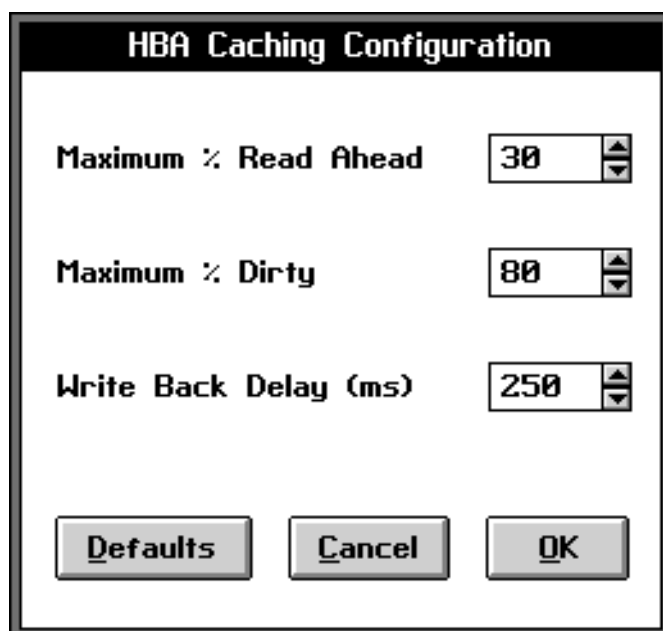 HBA Caching Configuration
Maximum % Read Ahead 30
Maximum % Dirty 80
Write Back Delay (ms) 250
Defaults Cancel OK